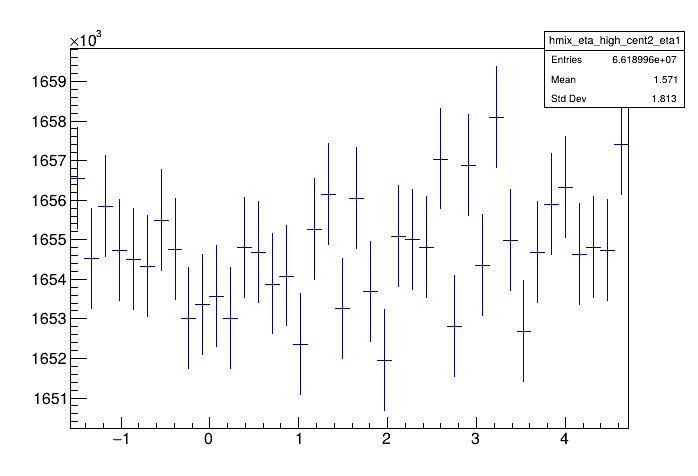 ×10³
hmix_eta_high_cent2_eta1
Entries 6.618996e+07
Mean 1.571
Std Dev 1.813
1659
1658
1657
1656
1655
1654
1653
1652
1651
−1 0 1 2 3 4